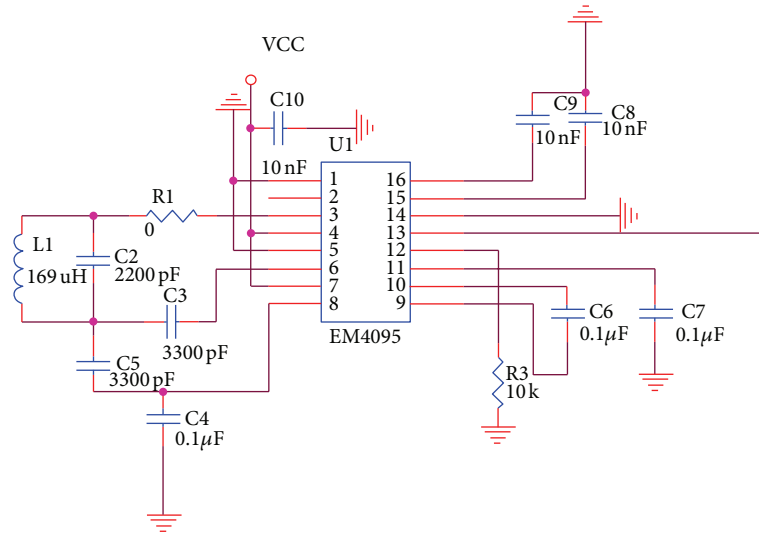 VCC
C10
C9
C8
10 nF
10 nF
U1
10 nF
1
2
3
4
5
6
7
8
16
15
14
13
12
11
10
9
EM4095
R1
0
L1
169 uH
C2
2200 pF
C3
3300 pF
C5
3300 pF
C4
0.1μF
C6
0.1μF
C7
0.1μF
R3
10 k